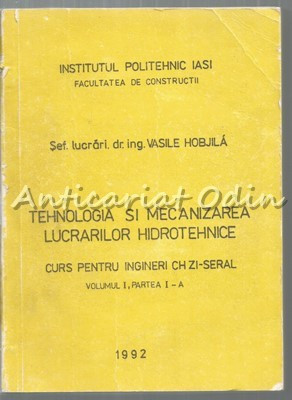 INSTITUTUL POLITEHNIC IASI
FACULTATEA DE CONSTRUCTII
Șef. lucrări. dr. ing. VASILE HOBJILĂ
Anticariat Odin
TEHNOLOGIA SI MECANIZAREA
LUCRARILOR HIDROTEHNICE
CURS PENTRU INGINERI CH ZI-SERAL
VOLUMUL I, PARTEA I-A
1992